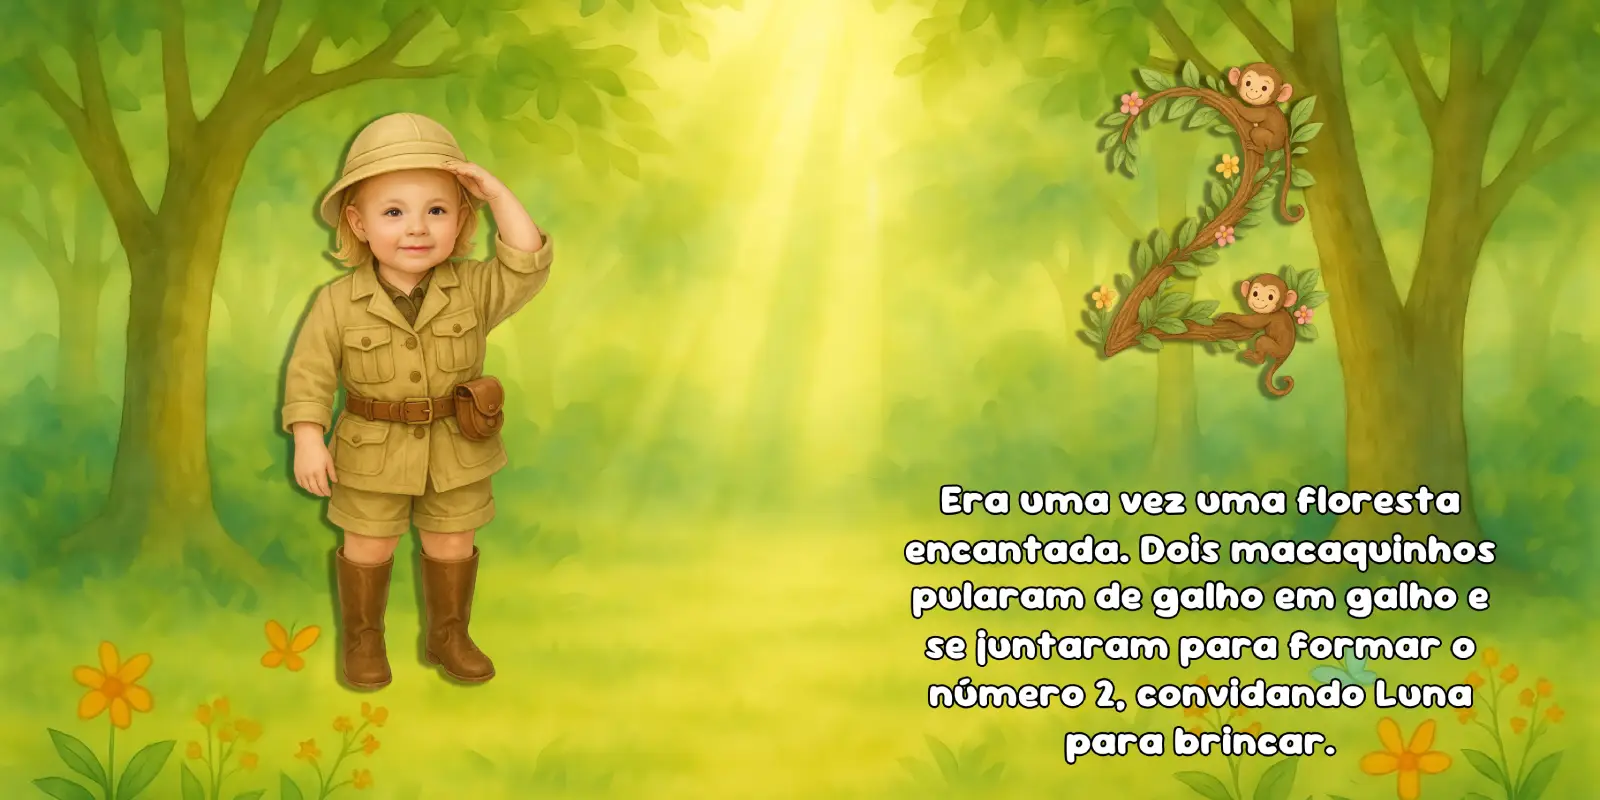 2
Era uma vez uma floresta
encantada. Dois macaquinhos
pularam de galho em galho e
se juntaram para formar o
número 2, convidando Luna
para brincar.